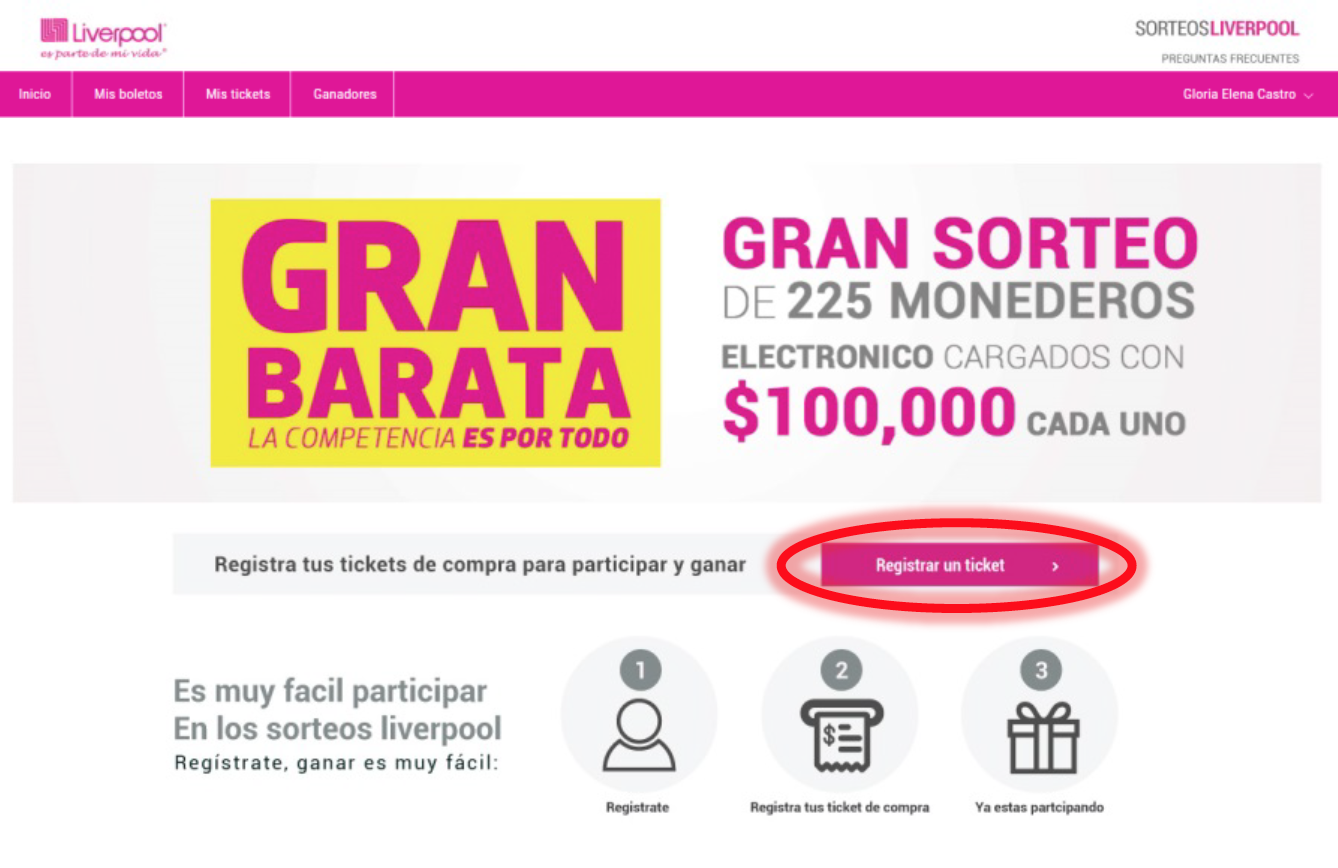 Liverpool
es parte de mi vida
SORTEOSLIVERPOOL
PREGUNTAS FRECUENTES
Inicio
Mis boletos
Mis tickets
Ganadores
Gloria Elena Castro
GRAN
BARATA
LA COMPETENCIA ES POR TODO
GRAN SORTEO
DE 225 MONEDEROS
ELECTRONICO CARGADOS CON
$100,000 CADA UNO
Registra tus tickets de compra para participar y ganar
Registrar un ticket
Es muy facil participar
En los sorteos liverpool
Regístrate, ganar es muy fácil:
1
2
3
$
Registrate
Registra tus ticket de compra
Ya estas partcipando